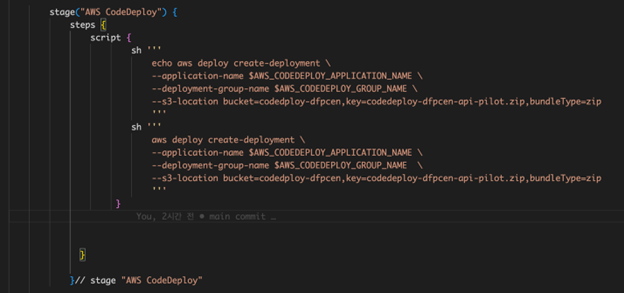 stage("AWS CodeDeploy") {
steps {
script {
sh '''
echo aws deploy create-deployment \
--application-name $AWS_CODEDEPLOY_APPLICATION_NAME \
--deployment-group-name $AWS_CODEDEPLOY_GROUP_NAME \
--s3-location bucket=codedploy-dfpcen,key=codedeploy-dfpcen-api-pilot.zip,bundleType=zip
'''
sh '''
aws deploy create-deployment \
--application-name $AWS_CODEDEPLOY_APPLICATION_NAME \
--deployment-group-name $AWS_CODEDEPLOY_GROUP_NAME \
--s3-location bucket=codedploy-dfpcen,key=codedeploy-dfpcen-api-pilot.zip,bundleType=zip
'''
}
You, 2시간 전 • main commit …
}
}// stage "AWS CodeDeploy"